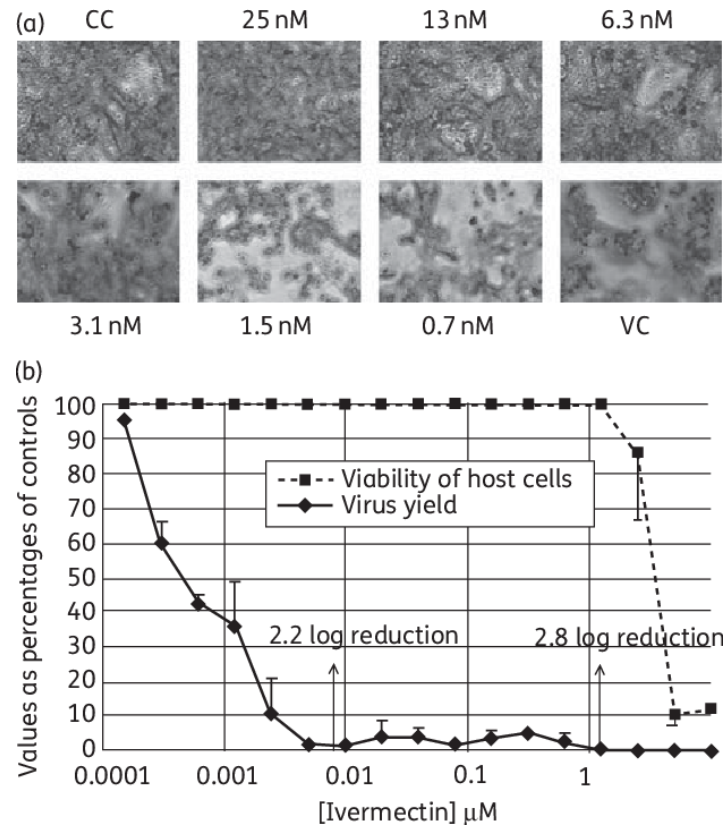 (a) CC 25 nM 13 nM 6.3 nM
3.1 nM 1.5 nM 0.7 nM VC
(b)
Values as percentages of controls
100
90
80
70
60
50
40
30
20
10
0
Viability of host cells
Virus yield
2.2 log reduction
2.8 log reduction
0.0001 0.001 0.01 0.1 1
[Ivermectin] μM